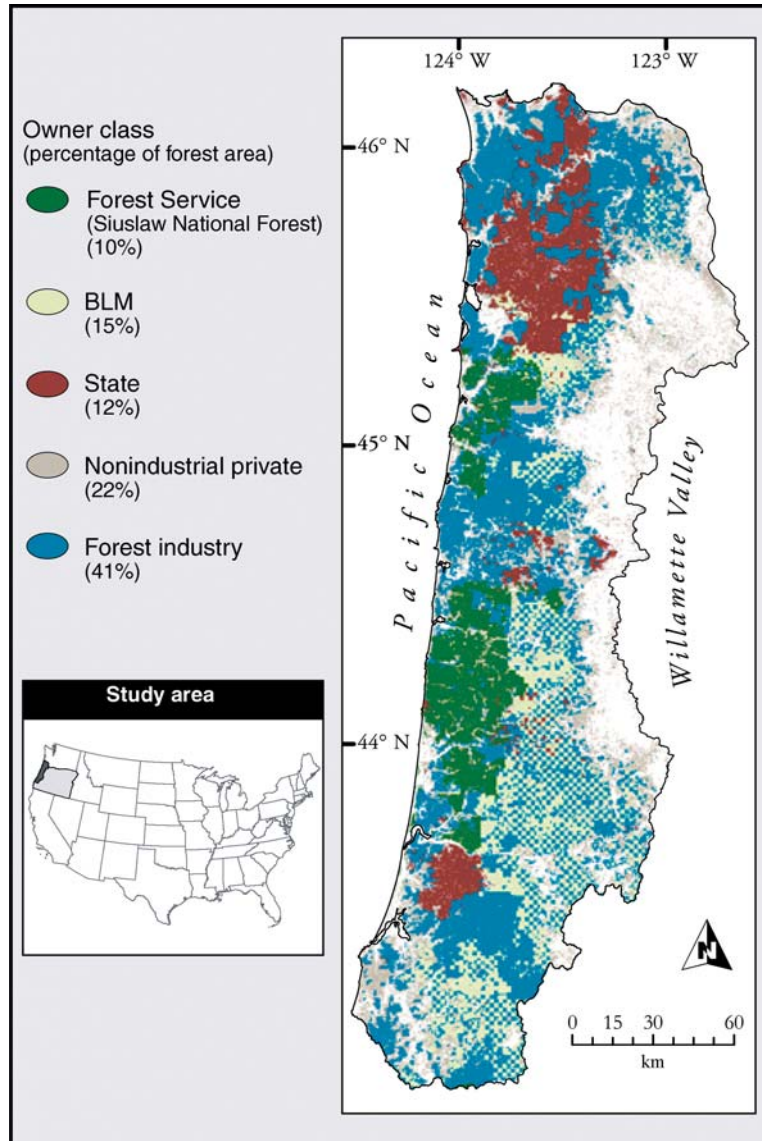 Owner class
(percentage of forest area)
Forest Service
(Siuslaw National Forest)
(10%)
BLM
(15%)
State
(12%)
Nonindustrial private
(22%)
Forest industry
(41%)
Study area
124° W
123° W
46° N
45° N
44° N
Pacific Ocean
Willamette Valley
N
0 15 30 60
km